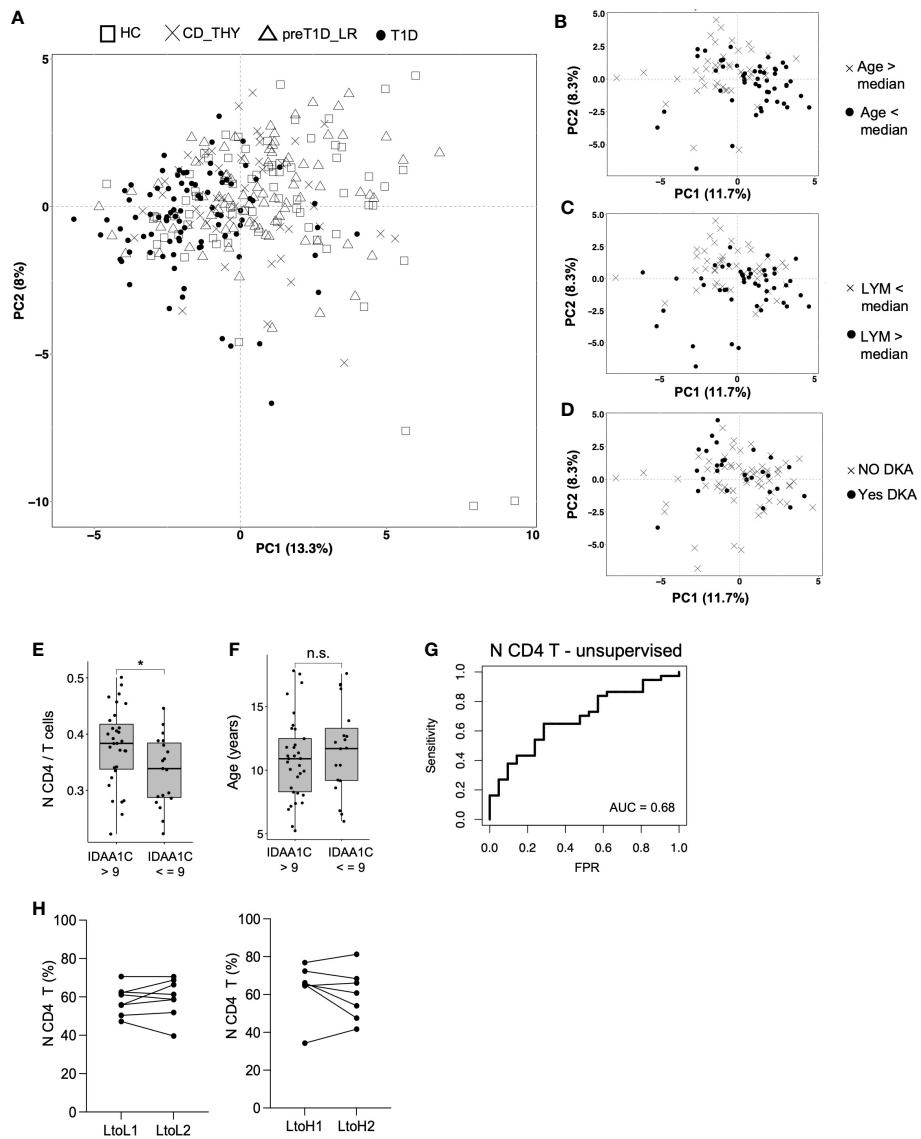 A
HC CD_THY preT1D_LR T1D
5
0
−5
−10
PC2 (8%)
−5 0 5 10
PC1 (13.3%)
B
5.0
2.5
0.0
−2.5
−5.0
PC2 (8.3%)
−5 0 5
PC1 (11.7%)
Age >
median
Age <
median
C
5.0
2.5
0.0
−2.5
−5.0
PC2 (8.3%)
−5 0 5
PC1 (11.7%)
LYM <
median
LYM >
median
D
5.0
2.5
0.0
−2.5
−5.0
PC2 (8.3%)
−5 0 5
PC1 (11.7%)
NO DKA
Yes DKA
E
*
0.5
0.4
0.3
N CD4 / T cells
IDAA1C IDAA1C
> 9 < = 9
F
n.s.
15
10
5
Age (years)
IDAA1C IDAA1C
> 9 < = 9
G
N CD4 T - unsupervised
1.0
0.8
0.6
0.4
0.2
0.0
Sensitivity
AUC = 0.68
0.0 0.2 0.4 0.6 0.8 1.0
FPR
H
100
80
60
40
20
0
N CD4 T (%)
LtoL1 LtoL2
100
80
60
40
20
0
N CD4 T (%)
LtoH1 LtoH2